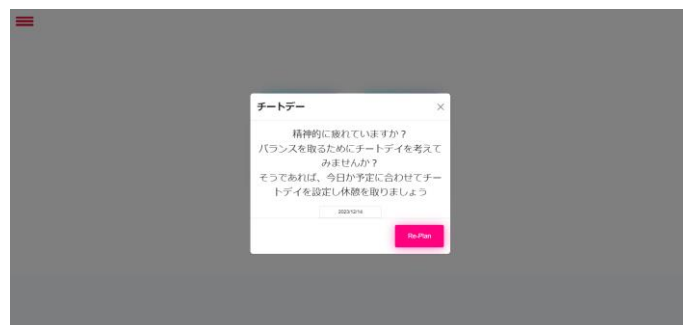 チートデー
×
精神的に疲れていますか？
バランスを取るためにチートデイを考えて
みませんか？
そうであれば、今日か予定に合わせてチー
トデイを設定し休憩を取りましょう
2023/12/14
Re-Plan